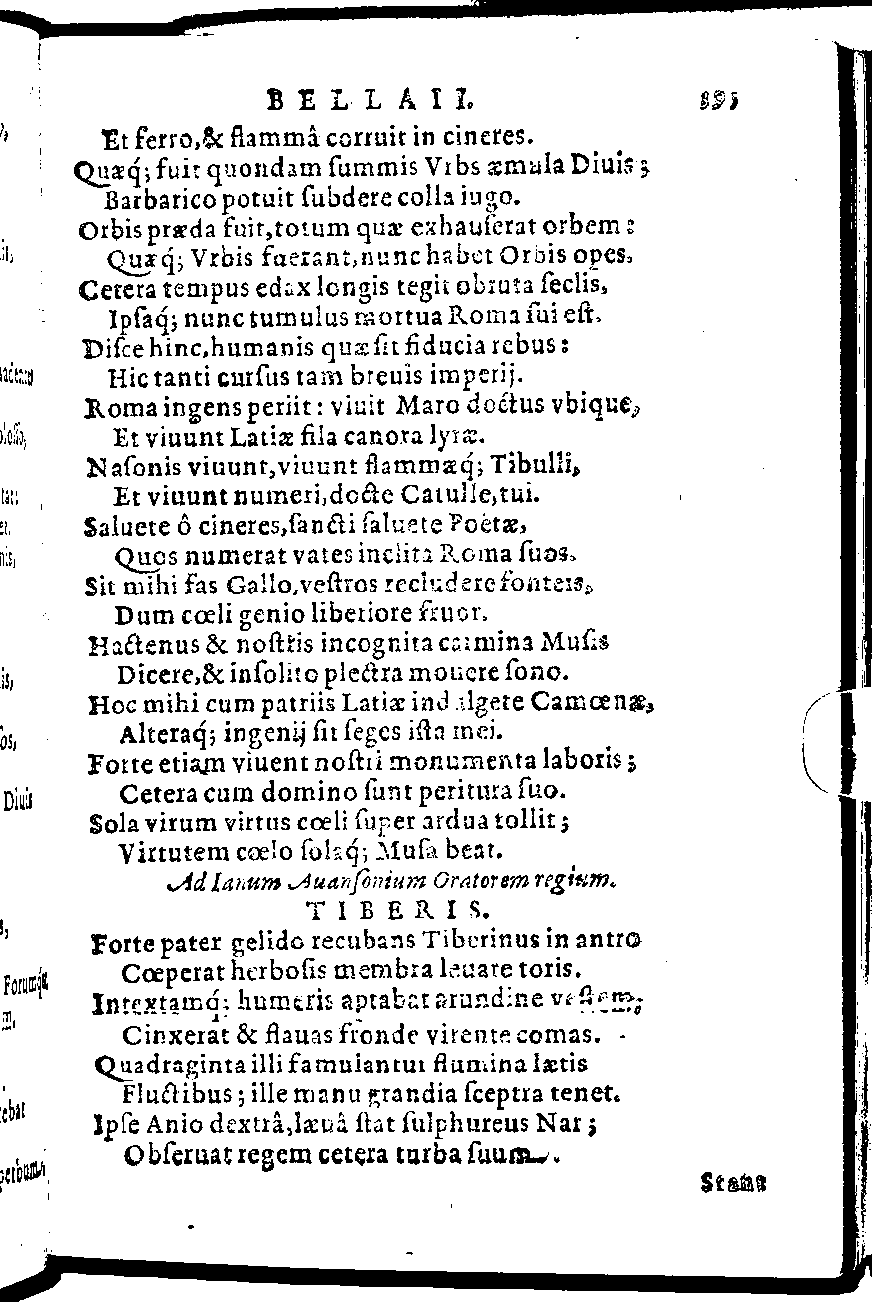 BELLAII. 395
Et ferro,& flammâ corruit in cineres.
Quæq́; fuit quondam ſummis Vrbs æmula Diuis;
Barbarico potuit ſubdere colla iugo.
Orbis præda fuit,totum quæ exhauſerat orbem:
Quæq́; Vrbis fuerant,nunc habet Orbis opes.
Cetera tempus edax longis tegit obruta ſeclis,
Ipſaq́; nunc tumulus mortua Roma ſui eſt.
Diſce hinc,humanis quæ ſit fiducia rebus:
Hic tanti curſus tam breuis imperij.
Roma ingens periit: viuit Maro doctus vbique,
Et viuunt Latiæ fila canora lyræ.
Naſonis viuunt,viuunt flammæq́; Tibulli,
Et viuunt numeri,docte Catulle,tui.
Saluete ô cineres,ſancti ſaluete Poëtæ,
Quos numerat vates inclita Roma ſuos.
Sit mihi fas Gallo,veſtros recludere fonteis,
Dum cœli genio liberiore fruor.
Hactenus & noſtris incognita carmina Muſis
Dicere,& inſolito plectra mouere ſono.
Hoc mihi cum patriis Latiæ indulgete Camœnæ,
Alteraq́; ingenij ſit ſeges iſta mei.
Forte etiam viuent noſtri monumenta laboris;
Cetera cum domino ſunt peritura ſuo.
Sola virum virtus cœli ſuper ardua tollit;
Virtutem cœlo ſolaq́; Muſa beat.
Ad Ianum Auanſonium Oratorem regium.
TIBERIS.
Forte pater gelido recubans Tiberinus in antro
Cœperat herboſis membra leuare toris.
Intextamq́; humeris aptabat arundine veſtem;
Cinxerat & flauas fronde virente comas.
Quadraginta illi famulantur flumina lætis
Fluctibus; ille manu grandia ſceptra tenet.
Ipſe Anio dextrâ,læuâ ſtat ſulphureus Nar;
Obſeruat regem cetera turba ſuum.
Stant